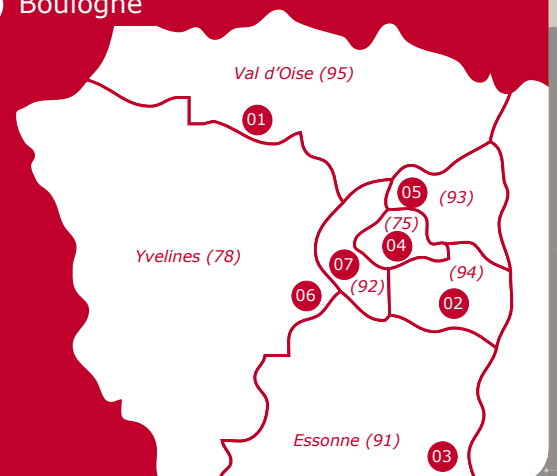 Boulogne
Val d’Oise (95)
01
05
(93)
(75)
04
Yvelines (78)
07
(94)
(92)
06
02
Essonne (91)
03